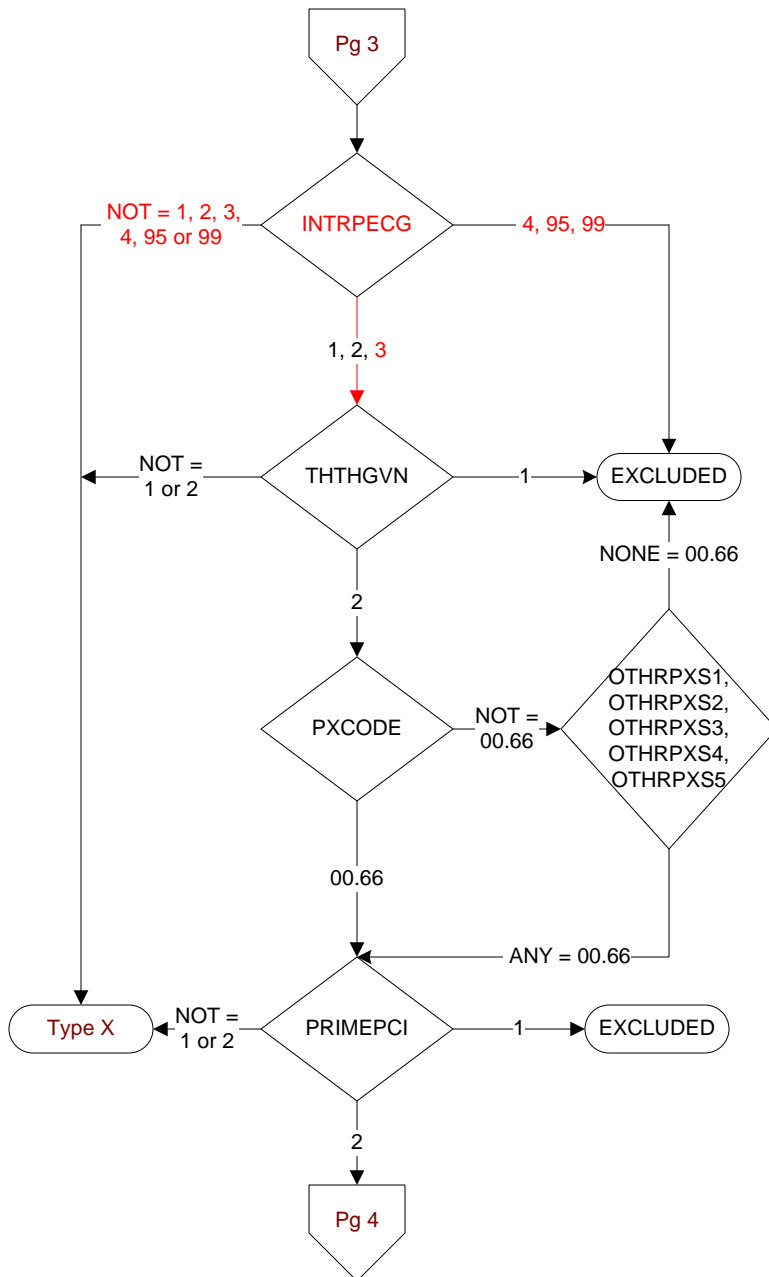 Pg 3
NOT = 1, 2, 3,
4, 95 or 99
INTRPECG
4, 95, 99
1, 2, 3
NOT =
1 or 2
THTHGVN
1
EXCLUDED
NONE = 00.66
2
PXCODE
NOT =
00.66
OTHRPXS1,
OTHRPXS2,
OTHRPXS3,
OTHRPXS4,
OTHRPXS5
00.66
ANY = 00.66
Type X
NOT =
1 or 2
PRIMEPCI
1
EXCLUDED
2
Pg 4